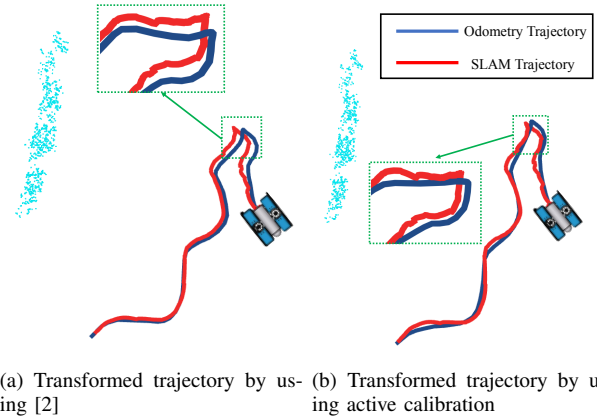 Odometry Trajectory
SLAM Trajectory
(a) Transformed trajectory by us-
ing [2]
(b) Transformed trajectory by u
ing active calibration